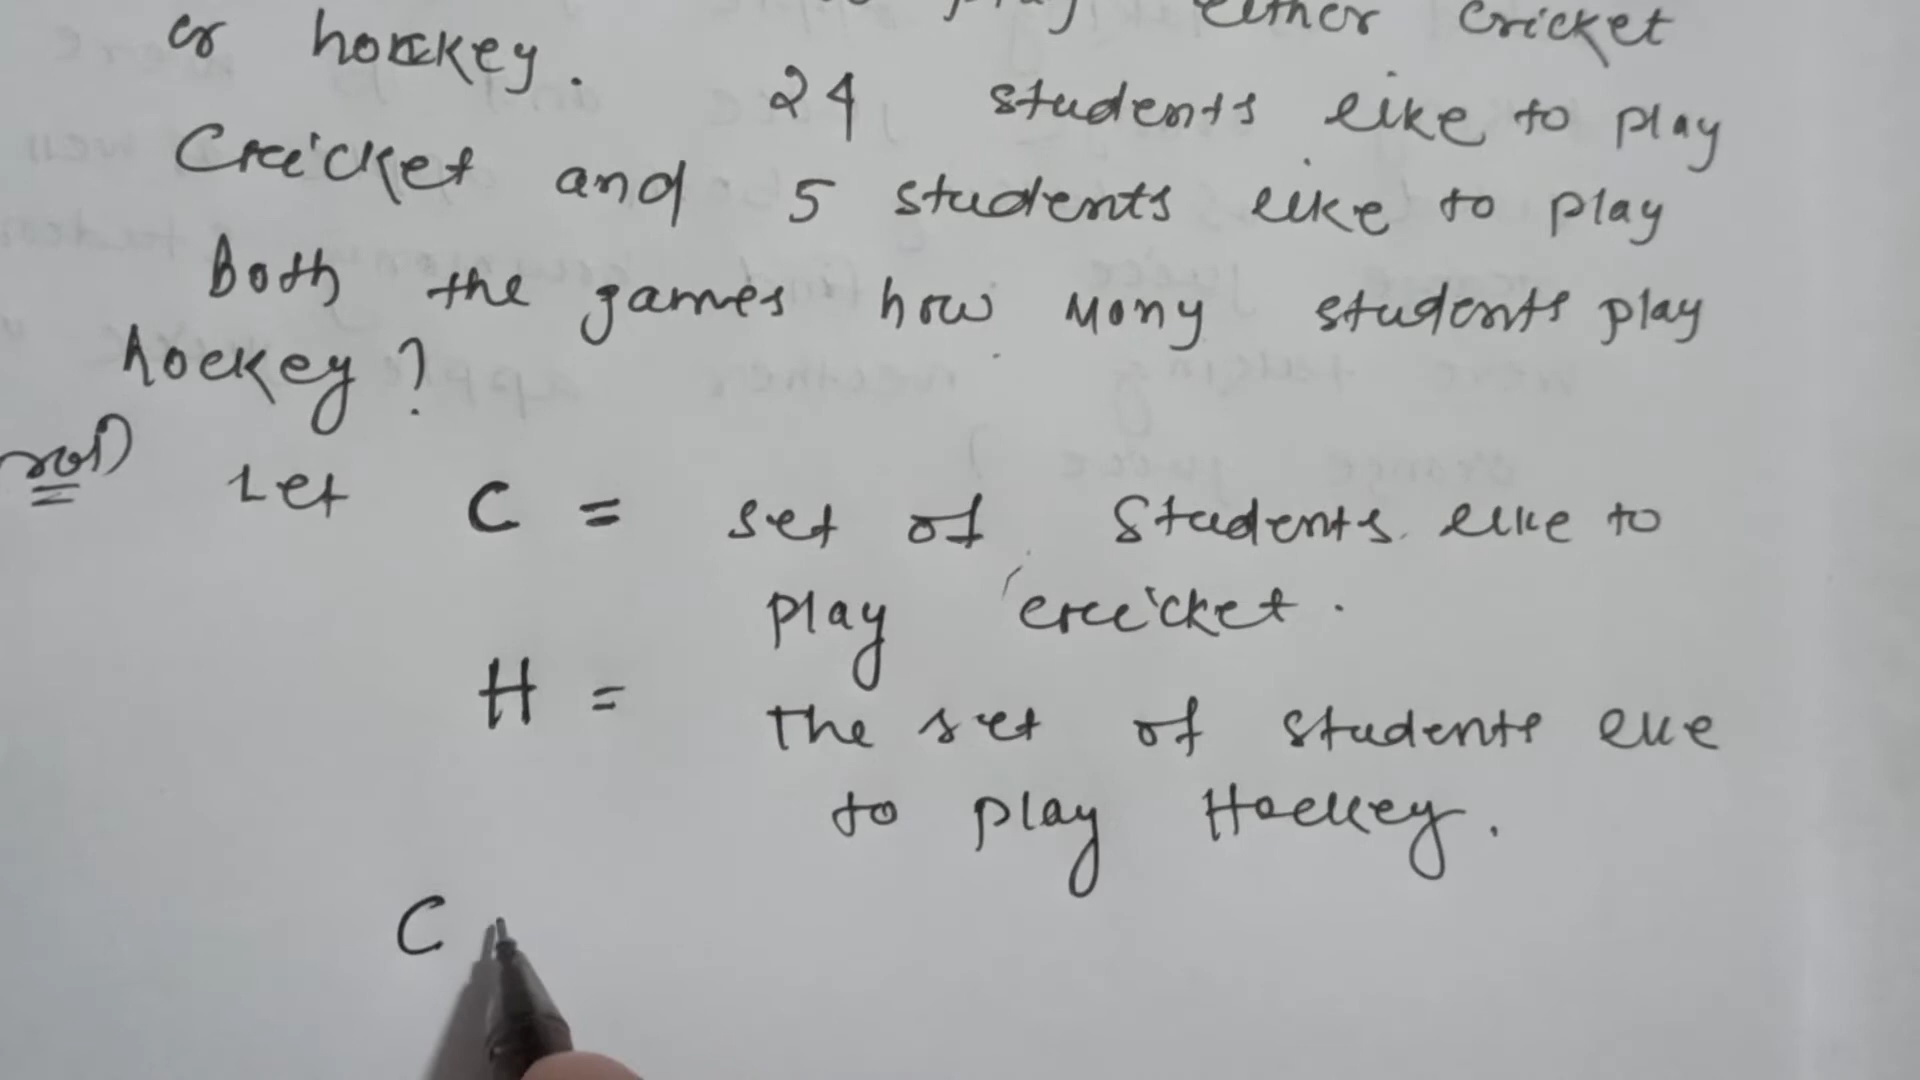 play either cricket
or hockey. 24 students like to play
Cricket and 5 students like to play
both the games how many students play
hockey?
Sol)
Let C = set of students like to
play cricket.
H = the set of students like
to play Hockey.
C